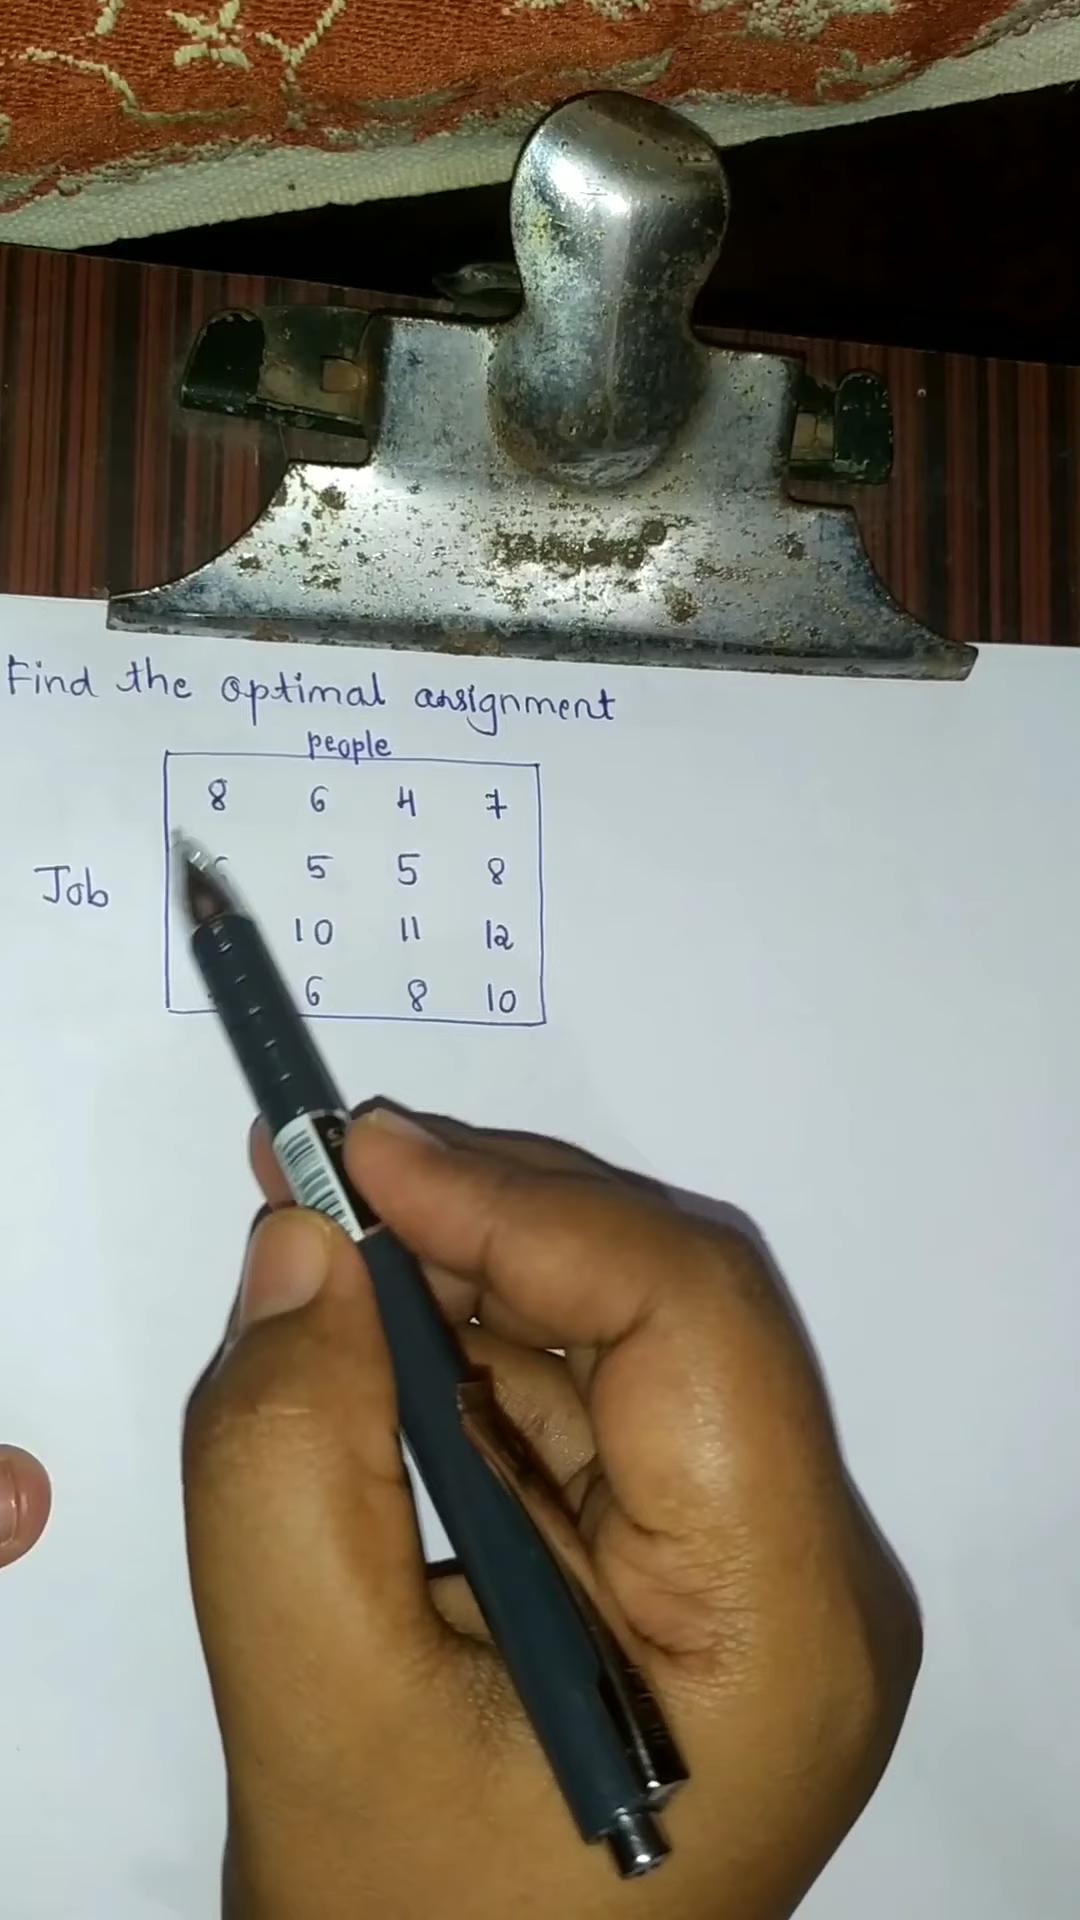 Find the optimal assignment
people
8 6 4 7
Job
5 5 8
10 11 12
6 8 10